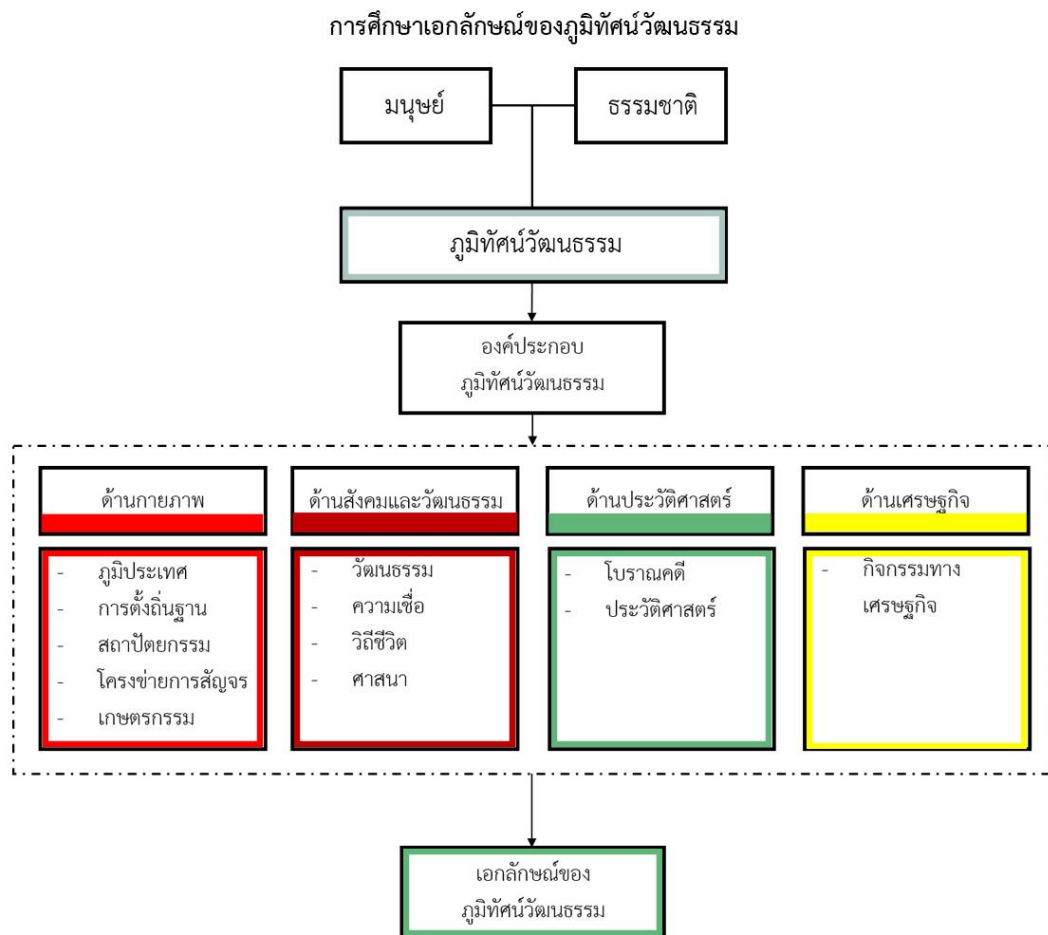 การศึกษาเอกลักษณ์ของภูมิทัศน์วัฒนธรรม
มนุษย์
ธรรมชาติ
ภูมิทัศน์วัฒนธรรม
องค์ประกอบ
ภูมิทัศน์วัฒนธรรม
ด้านกายภาพ
- ภูมิประเทศ
- การตั้งถิ่นฐาน
- สถาปัตยกรรม
- โครงข่ายการสัญจร
- เกษตรกรรม
ด้านสังคมและวัฒนธรรม
- วัฒนธรรม
- ความเชื่อ
- วิถีชีวิต
- ศาสนา
ด้านประวัติศาสตร์
- โบราณคดี
- ประวัติศาสตร์
ด้านเศรษฐกิจ
- กิจกรรมทาง
เศรษฐกิจ
เอกลักษณ์ของ
ภูมิทัศน์วัฒนธรรม